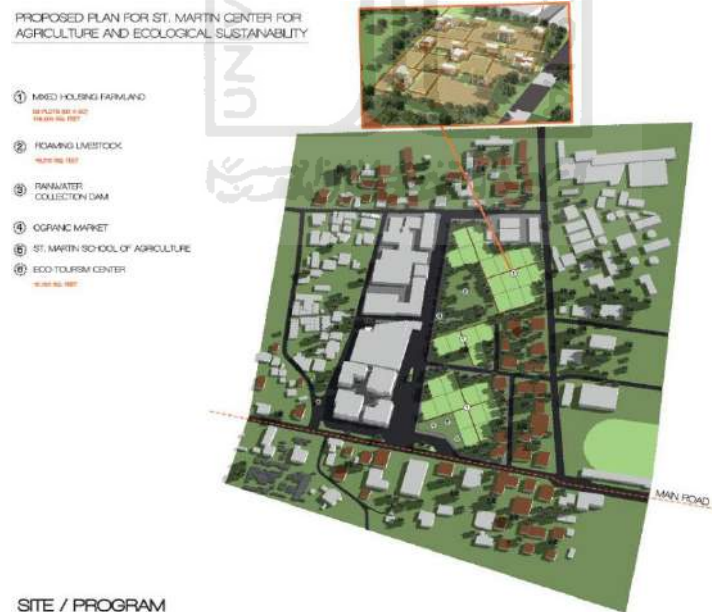 PROPOSED PLAN FOR ST. MARTIN CENTER FOR
AGRICULTURE AND ECOLOGICAL SUSTAINABILITY
1 MIXED HOUSING FARMLAND
2 ROAMING LIVESTOCK
3 RAINWATER
COLLECTION DAM
4 OGRANIC MARKET
5 ST. MARTIN SCHOOL OF AGRICULTURE
6 ECO-TOURISM CENTER
MAIN ROAD
SITE / PROGRAM